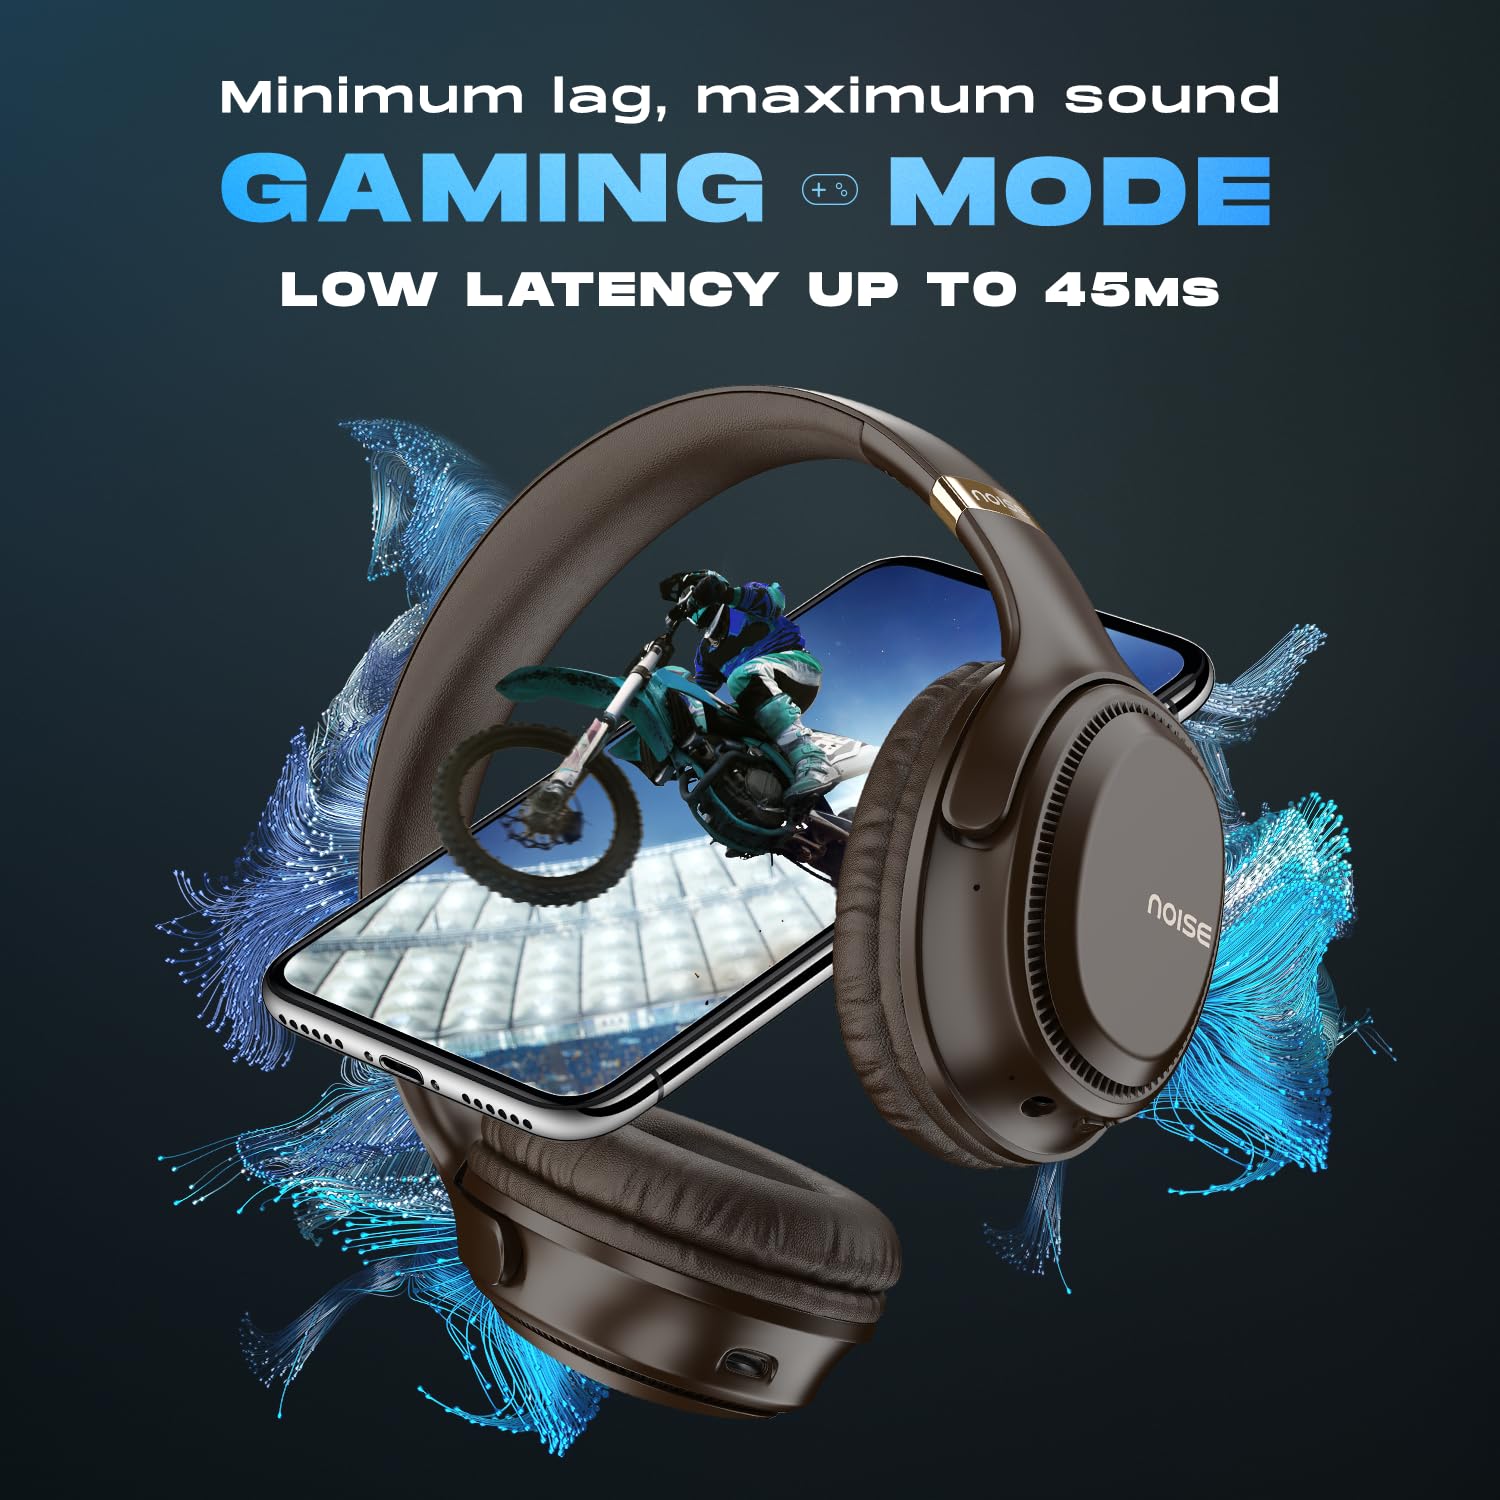 Minimum lag, maximum sound
GAMING MODE
LOW LATENCY UP TO 45MS
NOISE
NOISE